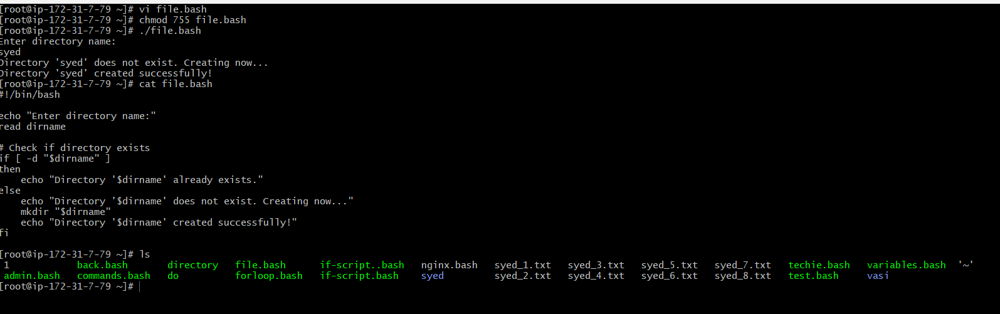 [root@ip-172-31-7-79 ~]# vi file.bash
[root@ip-172-31-7-79 ~]# chmod 755 file.bash
[root@ip-172-31-7-79 ~]# ./file.bash
Enter directory name:
syed
Directory 'syed' does not exist. Creating now...
Directory 'syed' created successfully!
[root@ip-172-31-7-79 ~]# cat file.bash
#!/bin/bash
echo "Enter directory name:"
read dirname
# Check if directory exists
if [ -d "$dirname" ]
then
    echo "Directory '$dirname' already exists."
else
    echo "Directory '$dirname' does not exist. Creating now..."
    mkdir "$dirname"
    echo "Directory '$dirname' created successfully!"
fi
[root@ip-172-31-7-79 ~]# ls
1 back.bash directory file.bash if-script..bash nginx.bash syed_1.txt syed_3.txt syed_5.txt syed_7.txt techie.bash variables.bash '~'
admin.bash commands.bash do forloop.bash if-script.bash syed syed_2.txt syed_4.txt syed_6.txt syed_8.txt test.bash vasi
[root@ip-172-31-7-79 ~]#